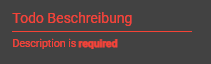 Todo Beschreibung
Description is required